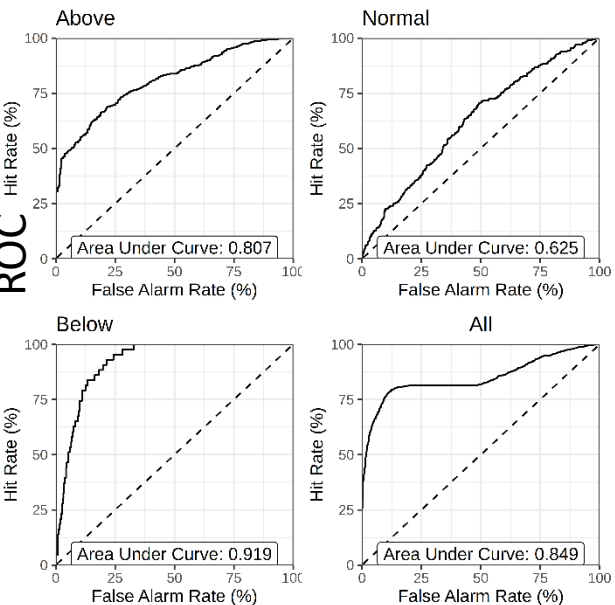 Above
100
75
50
25
0
Hit Rate (%)
Area Under Curve: 0.807
0 25 50 75 100
False Alarm Rate (%)
Normal
100
75
50
25
0
Hit Rate (%)
Area Under Curve: 0.625
0 25 50 75 100
False Alarm Rate (%)
ROC
Below
100
75
50
25
0
Hit Rate (%)
Area Under Curve: 0.919
0 25 50 75 100
False Alarm Rate (%)
All
100
75
50
25
0
Hit Rate (%)
Area Under Curve: 0.849
0 25 50 75 100
False Alarm Rate (%)